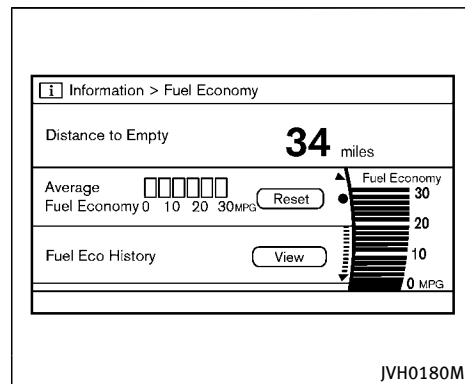 i Information > Fuel Economy
Distance to Empty
34 miles
Average
Fuel Economy
0 10 20 30MPG
Reset
Fuel Eco History
View
Fuel Economy
30
20
10
0 MPG
JVH0180M